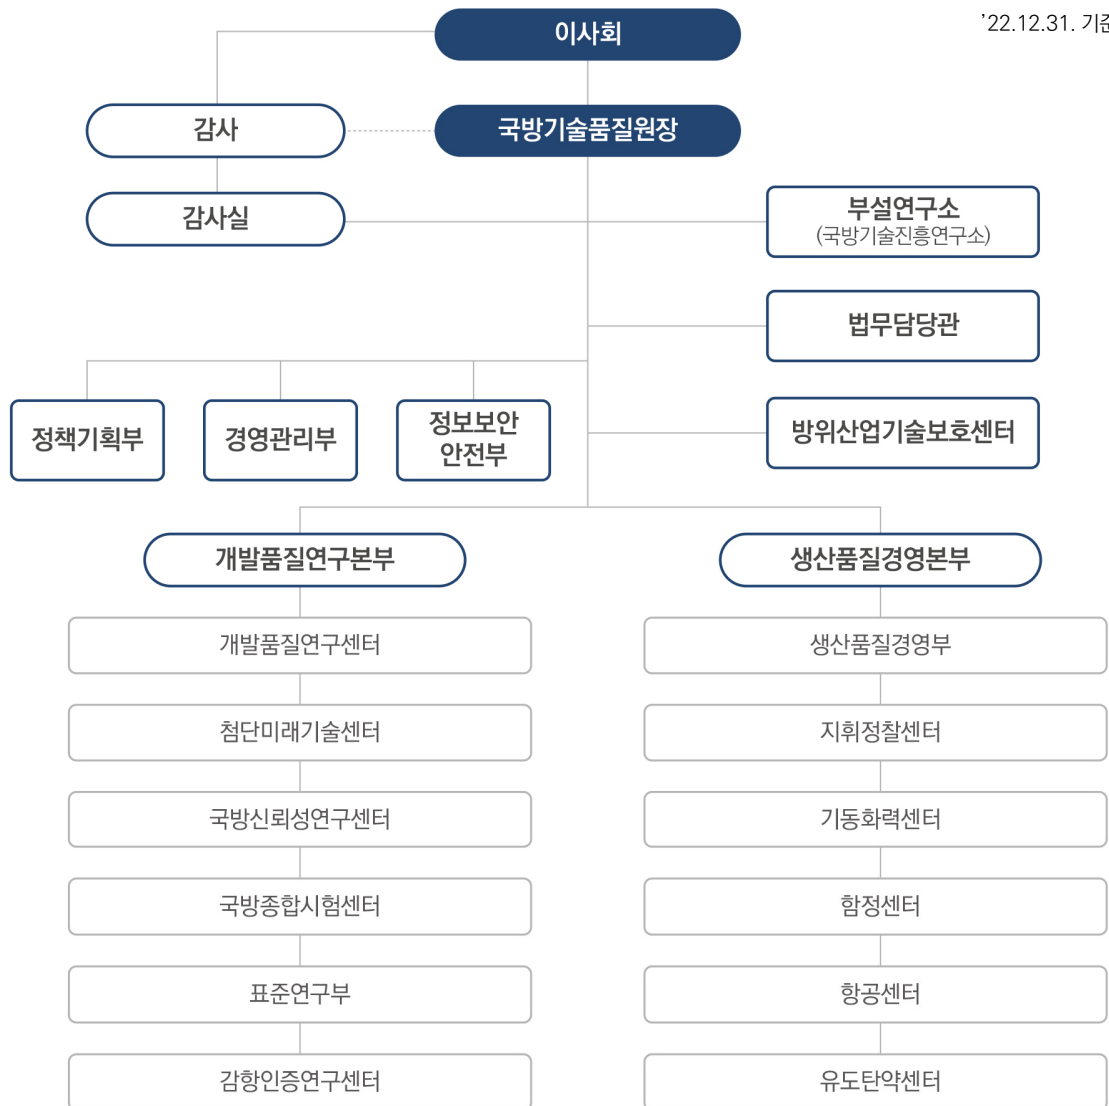 이사회
'22.12.31. 기준
감사
국방기술품질원장
감사실
부설연구소
(국방기술진흥연구소)
법무담당관
정책기획부
경영관리부
정보보안
안전부
방위산업기술보호센터
개발품질연구본부
생산품질경영본부
개발품질연구센터
생산품질경영부
첨단미래기술센터
지휘정찰센터
국방신뢰성연구센터
기동화력센터
국방종합시험센터
함정센터
표준연구부
항공센터
감항인증연구센터
유도탄약센터